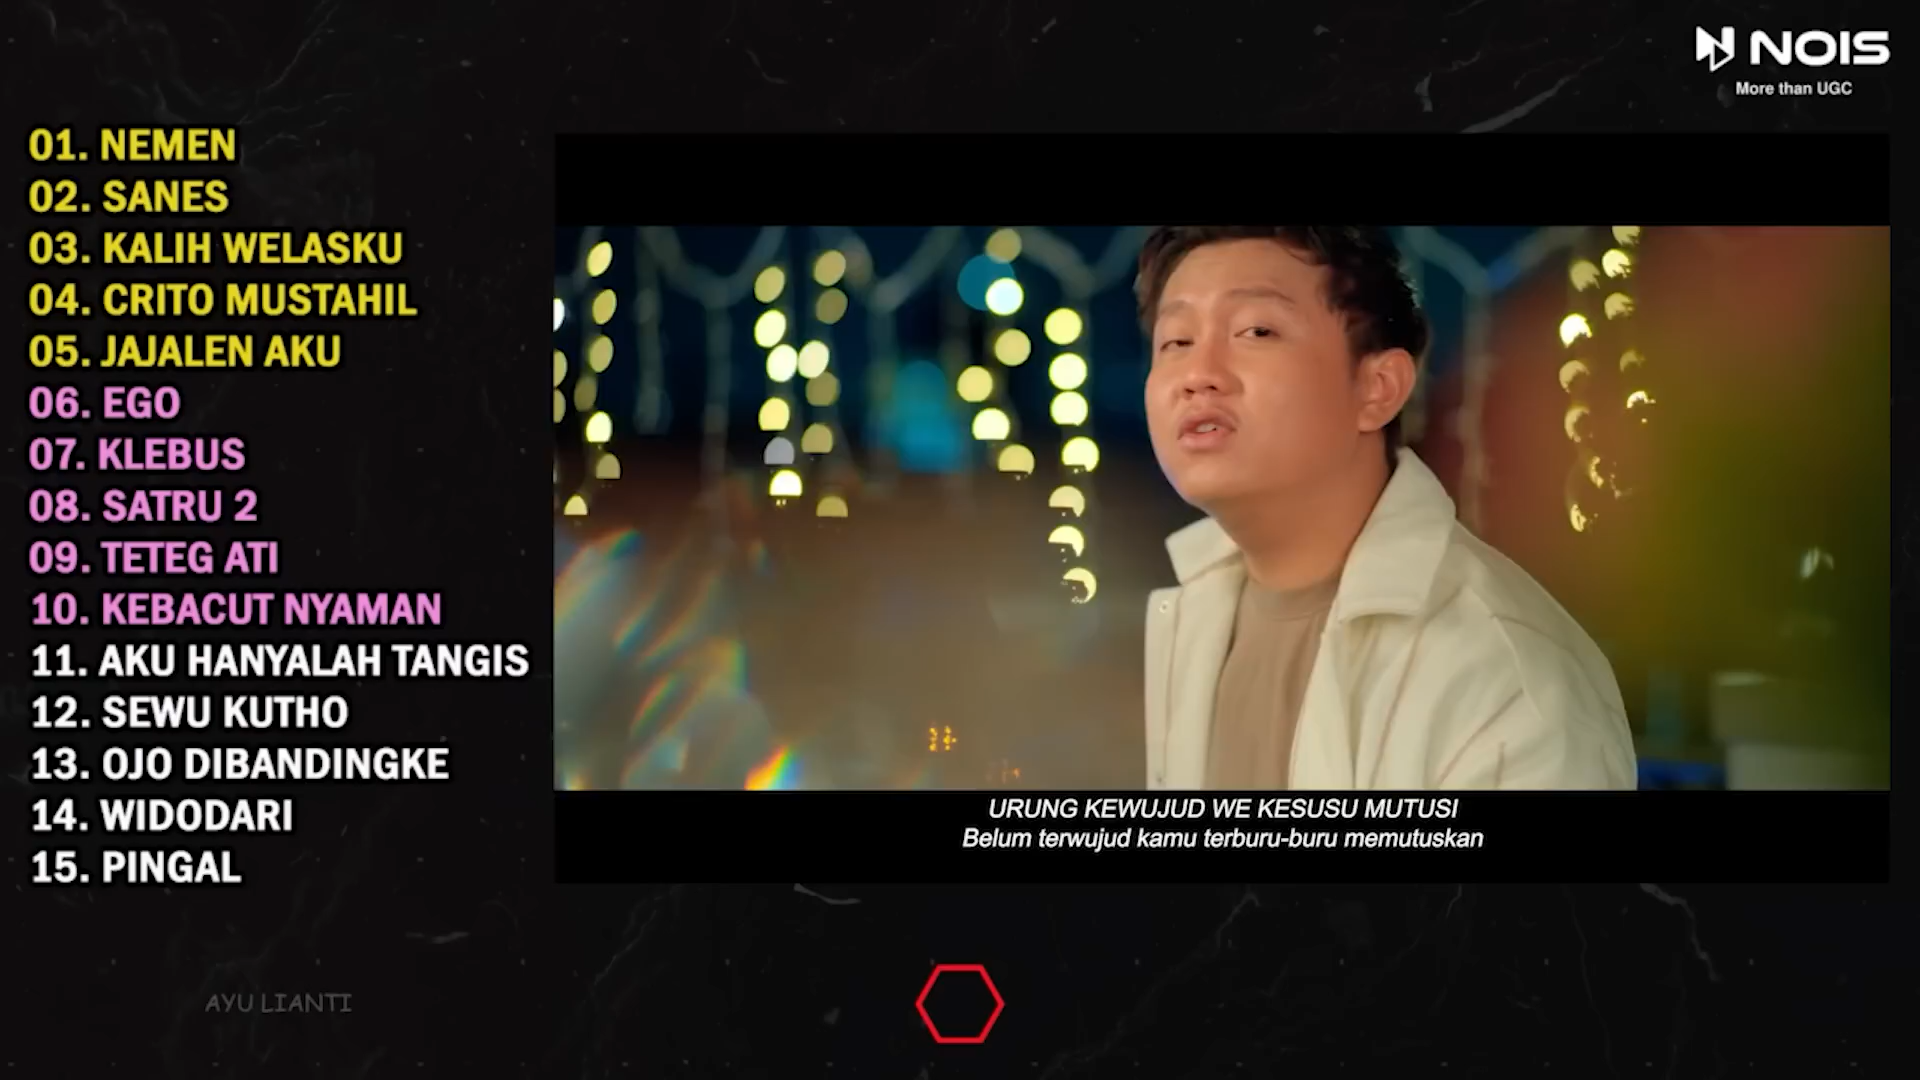 NOIS
More than UGC
01. NEMEN
02. SANES
03. KALIH WELASKU
04. CRITO MUSTAHIL
05. JAJALEN AKU
06. EGO
07. KLEBUS
08. SATRU 2
09. TETEG ATI
10. KEBACUT NYAMAN
11. AKU HANYALAH TANGIS
12. SEWU KUTHO
13. OJO DIBANDINGKE
14. WIDODARI
15. PINGAL
URUNG KEWUJUD WE KESUSU MUTUSI
Belum terwujud kamu terburu-buru memutuskan
AYU LIANTI